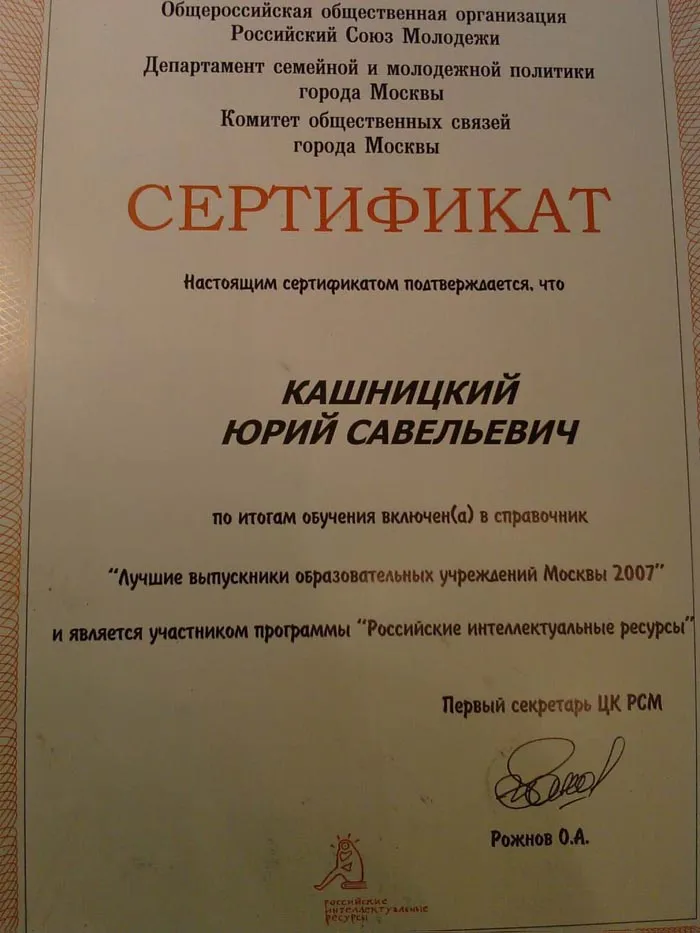 Общероссийская общественная организация
Российский Союз Молодежи
Департамент семейной и молодежной политики
города Москвы
Комитет общественных связей
города Москвы
СЕРТИФИКАТ
Настоящим сертификатом подтверждается, что
КАШНИЦКИЙ
ЮРИЙ САВЕЛЬЕВИЧ
по итогам обучения включен(а) в справочник
"Лучшие выпускники образовательных учреждений Москвы 2007"
и является участником программы "Российские интеллектуальные ресурсы"
Первый секретарь ЦК РСМ
Рожнов О.А.
российские
интеллектуальные
ресурсы